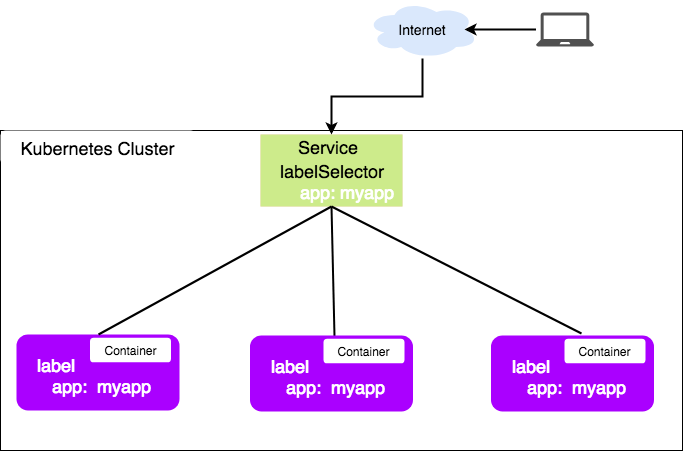 Internet
Kubernetes Cluster
Service
labelSelector
app: myapp
Container
label
app: myapp
Container
label
app: myapp
Container
label
app: myapp